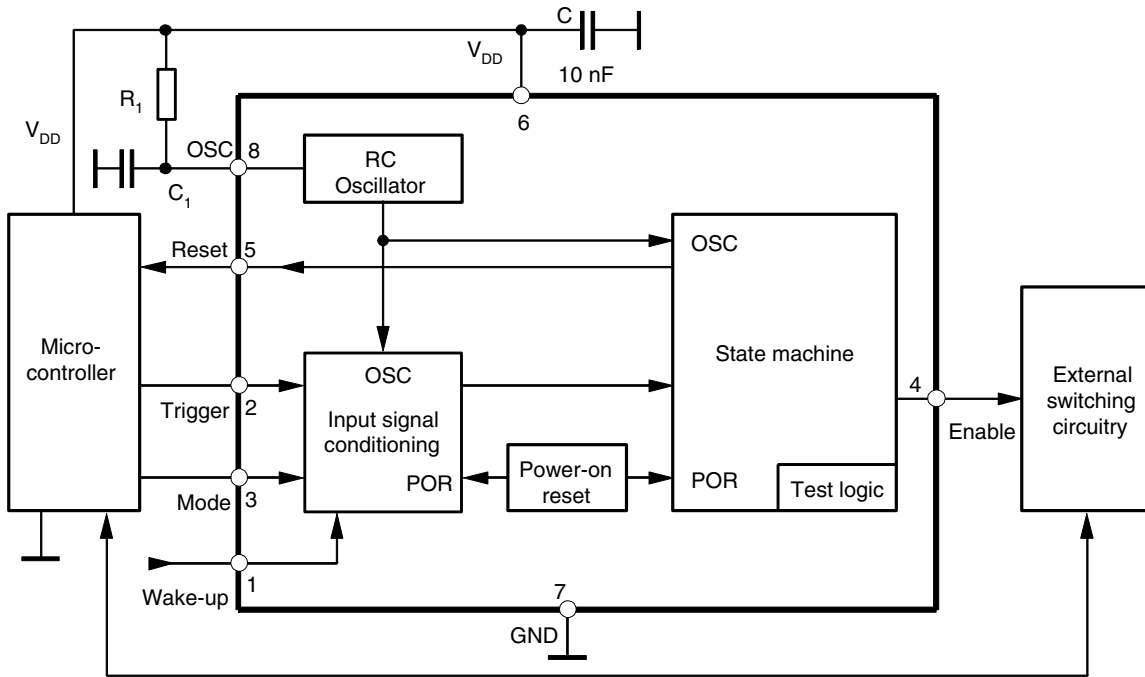 C
V_DD
10 nF
R_1
V_DD
6
OSC
8
RC
Oscillator
C_1
Reset
5
OSC
Micro-
controller
State machine
OSC
External
switching
circuitry
4
Trigger
2
Input signal
conditioning
Enable
POR
Power-on
reset
POR
Test logic
Mode
3
Wake-up
1
7
GND